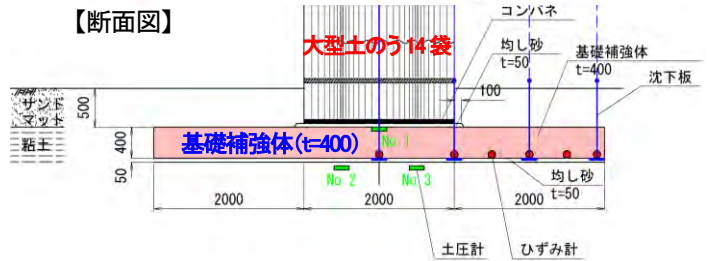 【断面図】
コンパネ
均し砂
t=50
大型土のう14袋
基礎補強体
t=400
沈下板
100
500
粘土
400
50
基礎補強体(t=400)
No 1
No 2
No 3
均し砂
t=50
2000
2000
2000
土圧計
ひずみ計